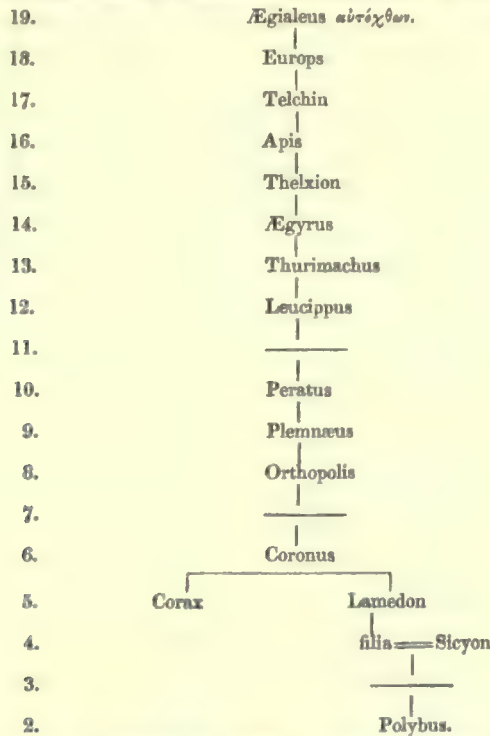 19. Ægialeus αὐτόχθων.
18. Europs
17. Telchin
16. Apis
15. Thelxion
14. Ægyrus
13. Thurimachus
12. Leucippus
11.
10. Peratus
9. Plemnæus
8. Orthopolis
7.
6. Coronus
5. Corax Lamedon
4. filia Sicyon
3.
2. Polybus.